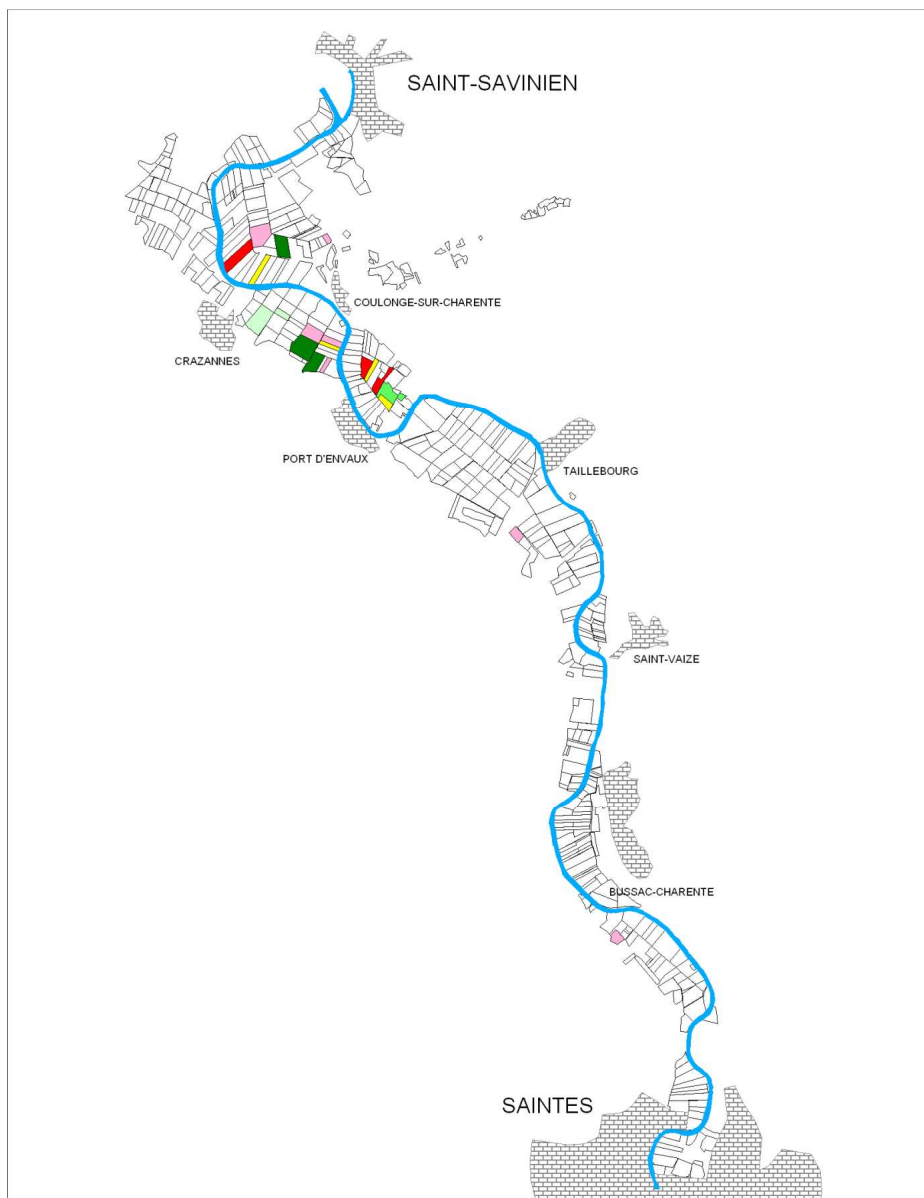 SAINT-SAVINIEN
COULONGE-SUR-CHARENTE
CRAZANNES
PORT D'ENVAUX
TAILLEBOURG
SAINT-VAIZE
BUSSAC-CHARENTE
SAINTES